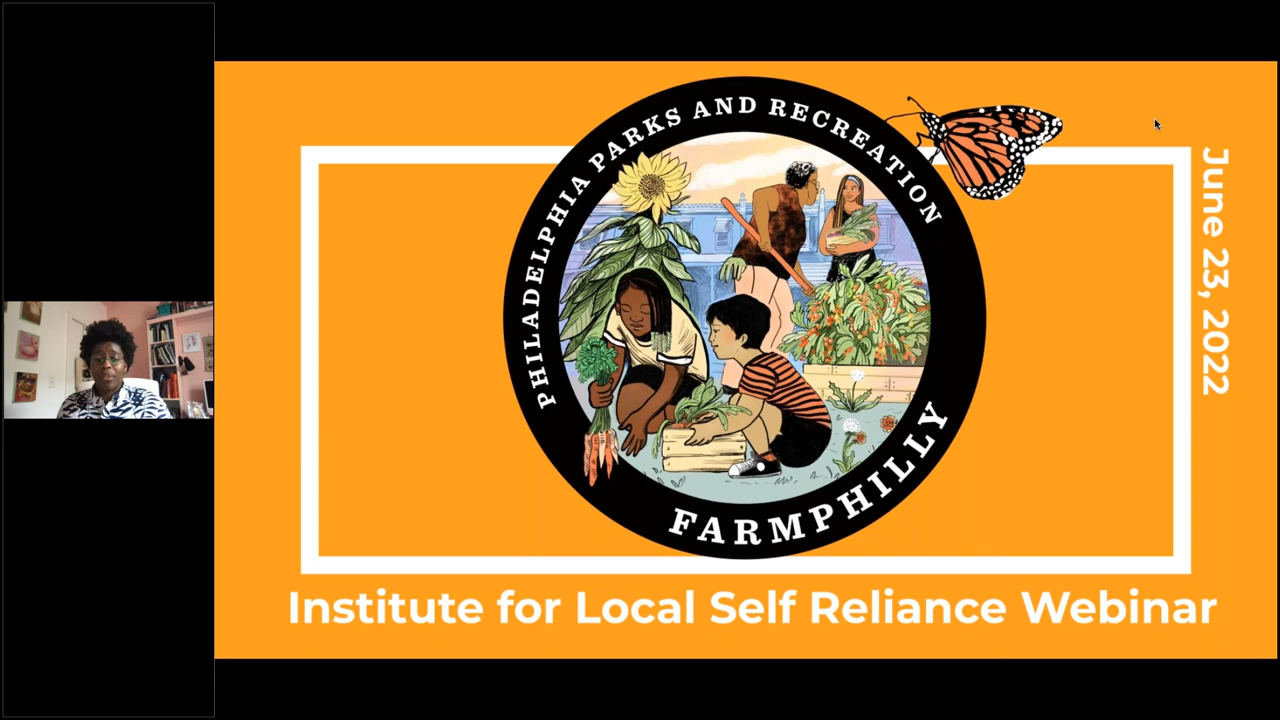 PHILADELPHIA PARKS AND RECREATION
FARMPHILLY
June 23, 2022
Institute for Local Self Reliance Webinar